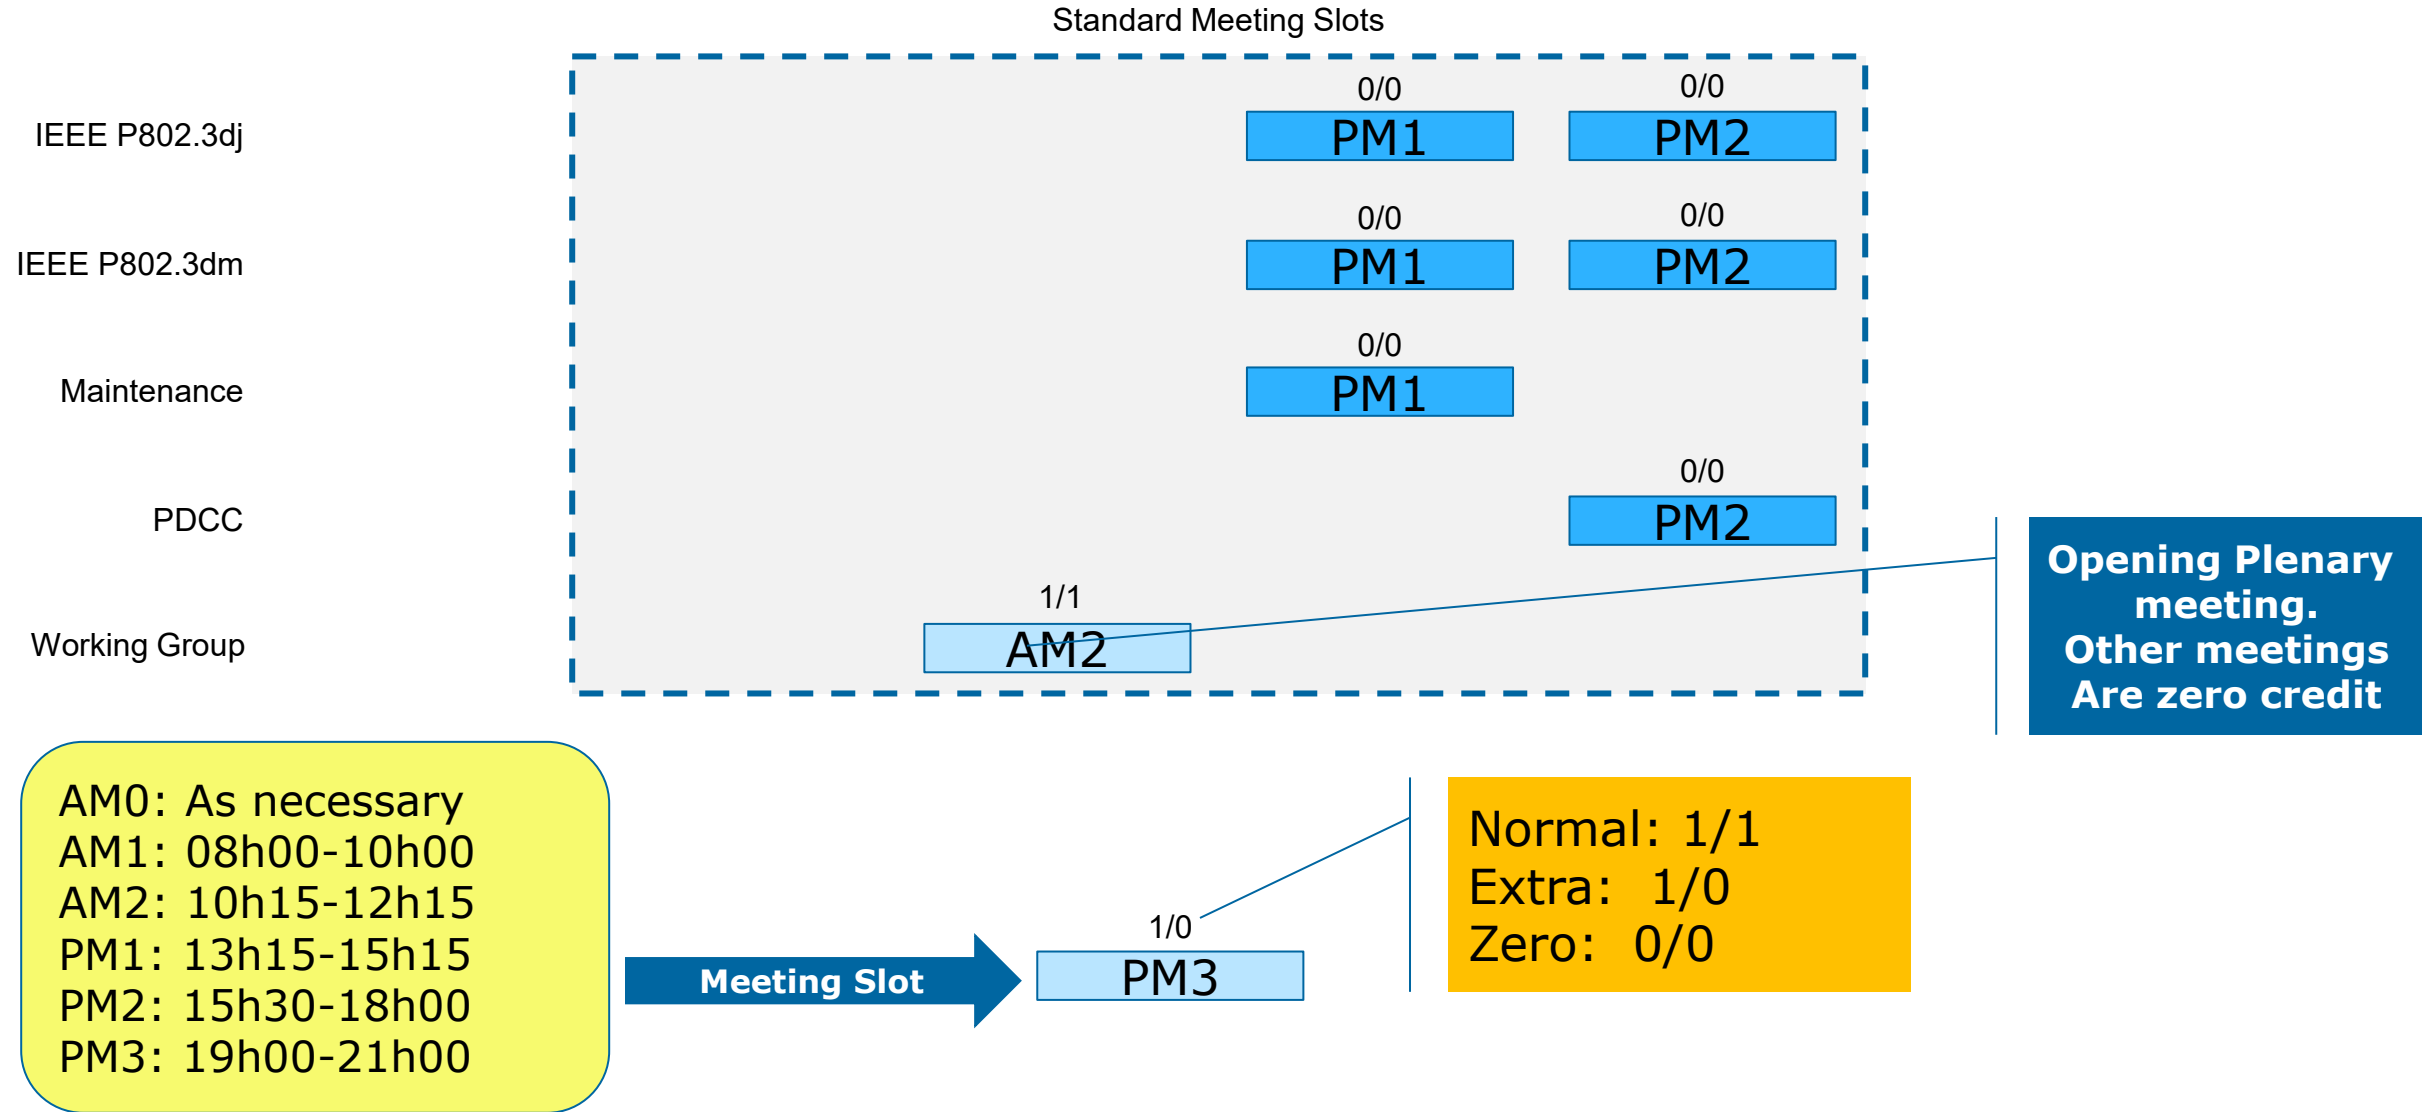 Standard Meeting Slots
IEEE P802.3dj
0/0
PM1
0/0
PM2
IEEE P802.3dm
0/0
PM1
0/0
PM2
Maintenance
0/0
PM1
PDCC
0/0
PM2
Working Group
1/1
AM2
Opening Plenary
meeting.
Other meetings
Are zero credit
AM0: As necessary
AM1: 08h00-10h00
AM2: 10h15-12h15
PM1: 13h15-15h15
PM2: 15h30-18h00
PM3: 19h00-21h00
Meeting Slot
1/0
PM3
Normal: 1/1
Extra: 1/0
Zero: 0/0